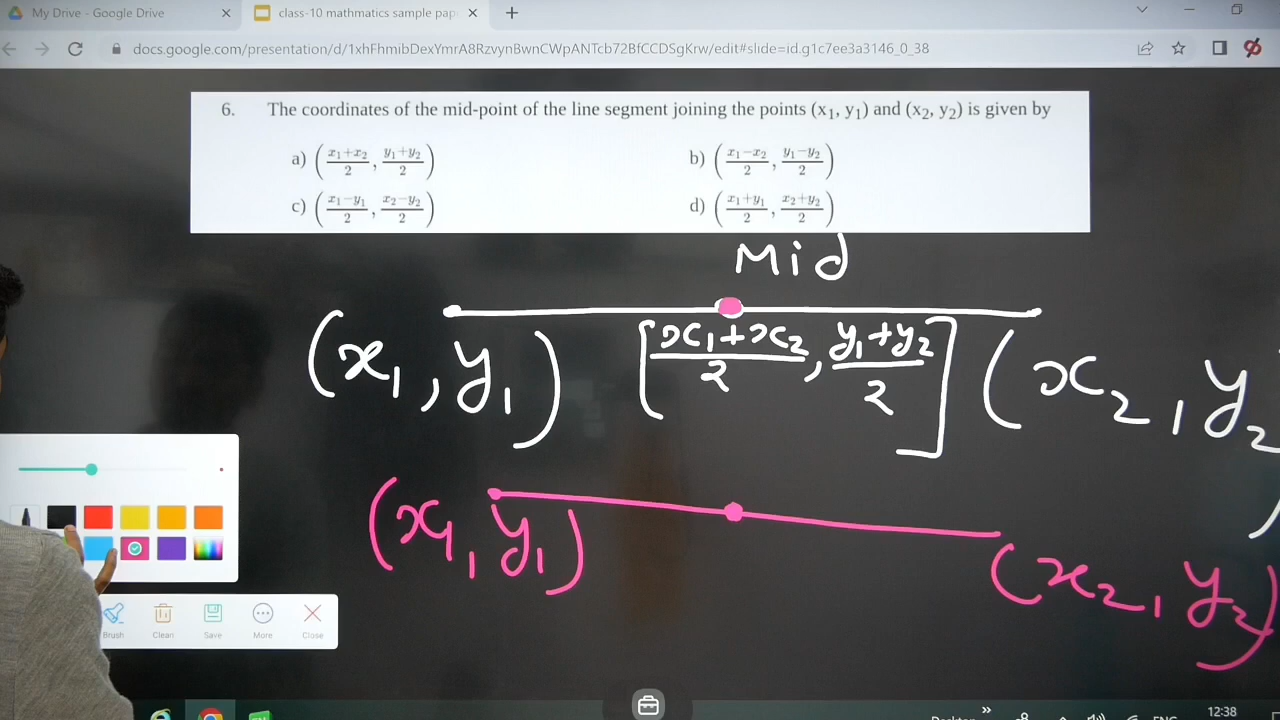 My Drive - Google Drive
class-10 mathmatics sample pap
docs.google.com/presentation/d/1xhFhmibDexYmrA8RzvynBwnCWpANTcb72BfCCDSgKrw/edit#slide=id.g1c7ee3a3146_0_38
6. The coordinates of the mid-point of the line segment joining the points (x₁, y₁) and (x₂, y₂) is given by
a) (x₁+x₂/2, y₁+y₂/2) b) (x₁−x₂/2, y₁−y₂/2)
c) (x₁−y₁/2, x₂−y₂/2) d) (x₁+y₁/2, x₂+y₂/2)
Mid
(x₁, y₁) [x₁+x₂/2, y₁+y₂/2] (x₂, y₂)
(x₁, y₁) (x₂, y₂)
Brush Clean Save More Close
12:38